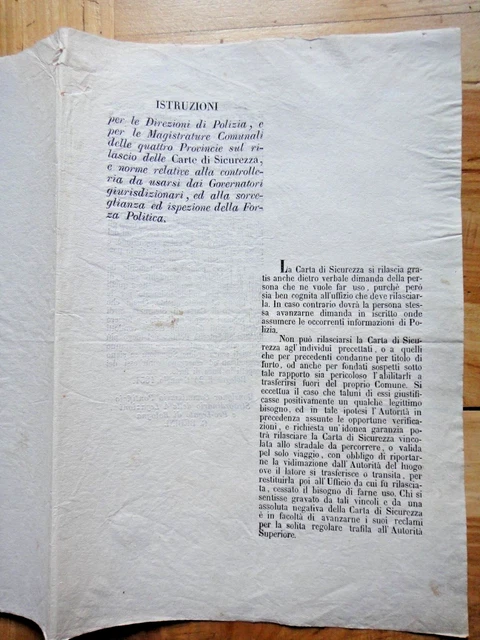 ISTRUZIONI
per le Direzioni di Polizia, e
per le Magistrature Comunali
delle quattro Provincie sul ri-
lascio delle Carte di Sicurezza,
e norme relative alla controlle-
ria da usarsi dai Governatori
giurisdizionari, ed alla sorve-
glianza ed ispezione della For-
za Politica.
La Carta di Sicurezza si rilascia gra-
tis anche dietro verbale dimanda della per-
sona che ne vuole far uso, purchè però
sia ben cognita all'uffizio che deve rilasciar-
la. In caso contrario dovrà la persona stes-
sa avanzarne dimanda in iscritto onde
assumere le occorrenti informazioni di Po-
lizia.
Non può rilasciarsi la Carta di Sicu-
rezza agl'individui precettati, o a quelli
che per precedenti condanne per titolo di
furto, od anche per fondati sospetti sotto
tale rapporto sia pericoloso l'abilitarli a
trasferirsi fuori del proprio Comune. Si
eccettua il caso che taluni di essi giustifi-
casse positivamente un qualche legittimo
bisogno, ed in tale ipotesi l'Autorità in
precedenza assunte le opportune verifica-
zioni, e richiesta un'idonea garanzia po-
trà rilasciare la Carta di Sicurezza vinco-
lata allo stradale da percorrere, o valida
pel solo viaggio, con obbligo di riportar-
ne la vidimazione dall'Autorità del luogo
ove il latore si trasferisce o transita, per
restituirla poi all'Ufficio da cui fu rilascia-
ta, cessato il bisogno di farne uso. Chi si
sentisse gravato da tali vincoli e da una
assoluta negativa della Carta di Sicurezza
è in facoltà di avanzarne i suoi reclami
per la solita regolare trafila all'Autorità
Superiore.